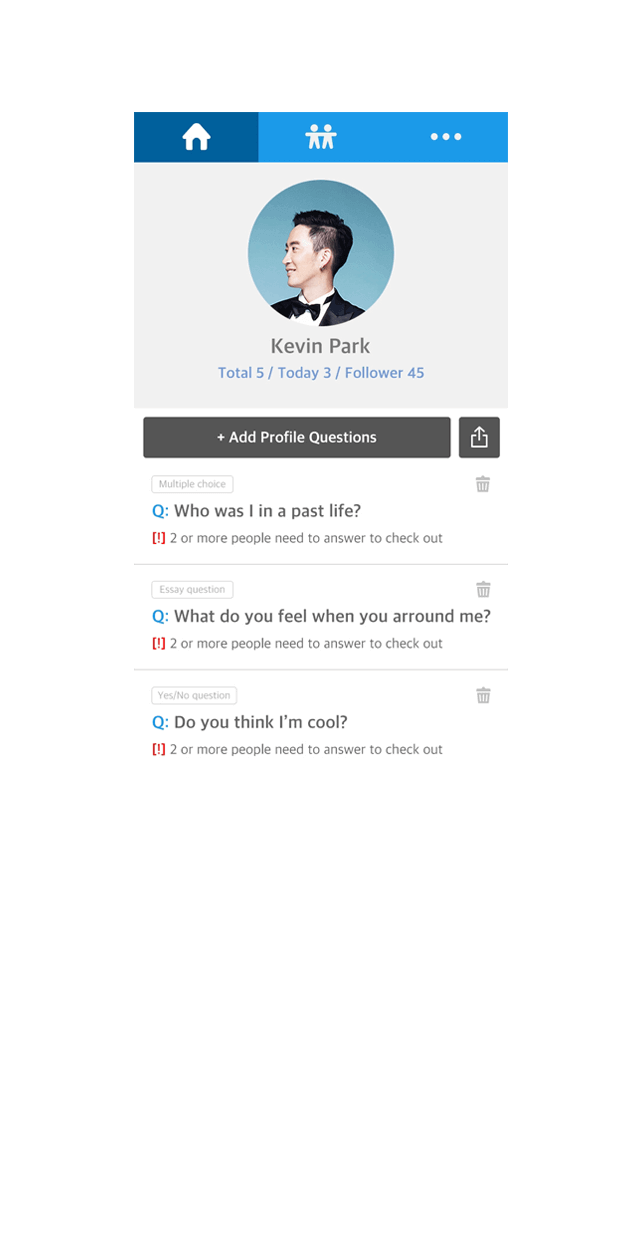 Kevin Park
Total 5 / Today 3 / Follower 45
+ Add Profile Questions
Multiple choice
Q: Who was I in a past life?
[!] 2 or more people need to answer to check out
Essay question
Q: What do you feel when you arround me?
[!] 2 or more people need to answer to check out
Yes/No question
Q: Do you think I'm cool?
[!] 2 or more people need to answer to check out